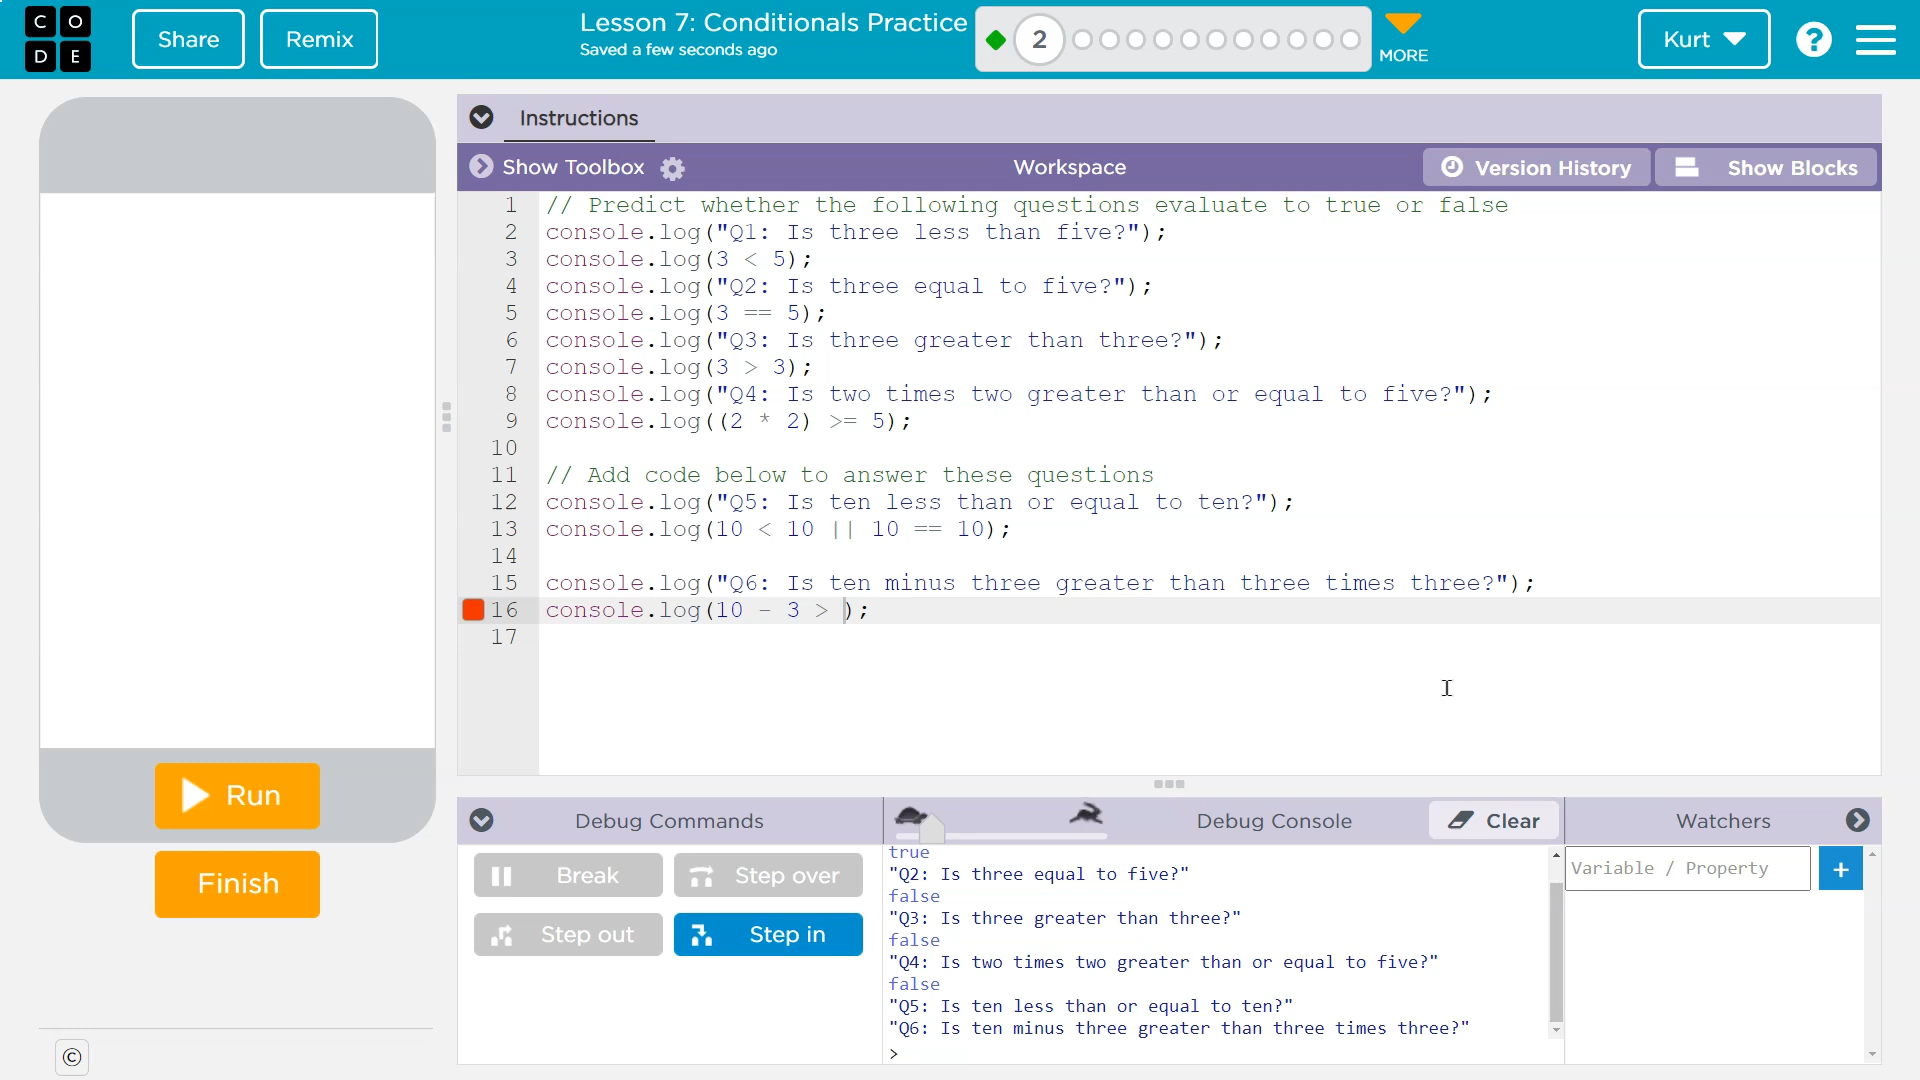 CODE
Share
Remix
Lesson 7: Conditionals Practice
Saved a few seconds ago
2
MORE
Kurt
?
Instructions
Show Toolbox
Workspace
Version History
Show Blocks
1 // Predict whether the following questions evaluate to true or false
2 console.log("Q1: Is three less than five?");
3 console.log(3 < 5);
4 console.log("Q2: Is three equal to five?");
5 console.log(3 == 5);
6 console.log("Q3: Is three greater than three?");
7 console.log(3 > 3);
8 console.log("Q4: Is two times two greater than or equal to five?");
9 console.log((2 * 2) >= 5);
10
11 // Add code below to answer these questions
12 console.log("Q5: Is ten less than or equal to ten?");
13 console.log(10 < 10 || 10 == 10);
14
15 console.log("Q6: Is ten minus three greater than three times three?");
16 console.log(10 - 3 > );
17
Run
Finish
©
Debug Commands
Break
Step over
Step out
Step in
Debug Console
Clear
true
"Q2: Is three equal to five?"
false
"Q3: Is three greater than three?"
false
"Q4: Is two times two greater than or equal to five?"
false
"Q5: Is ten less than or equal to ten?"
"Q6: Is ten minus three greater than three times three?"
>
Watchers
Variable / Property
+